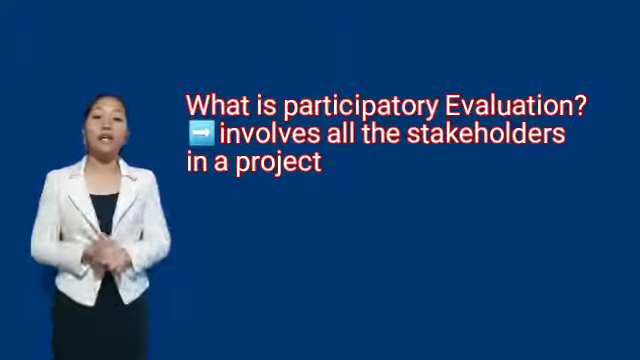 What is participatory Evaluation?
➡️ involves all the stakeholders
in a project